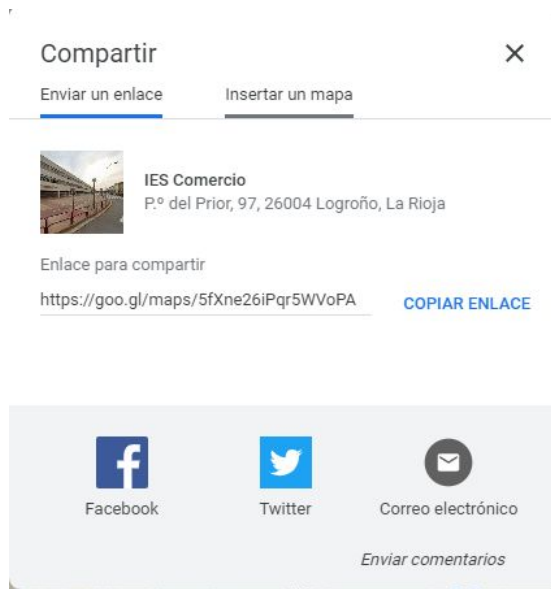 Compartir
Enviar un enlace Insertar un mapa
IES Comercio
P.º del Prior, 97, 26004 Logroño, La Rioja
Enlace para compartir
https://goo.gl/maps/5fXne26iPqr5WVoPA COPIAR ENLACE
Facebook Twitter Correo electrónico
Enviar comentarios